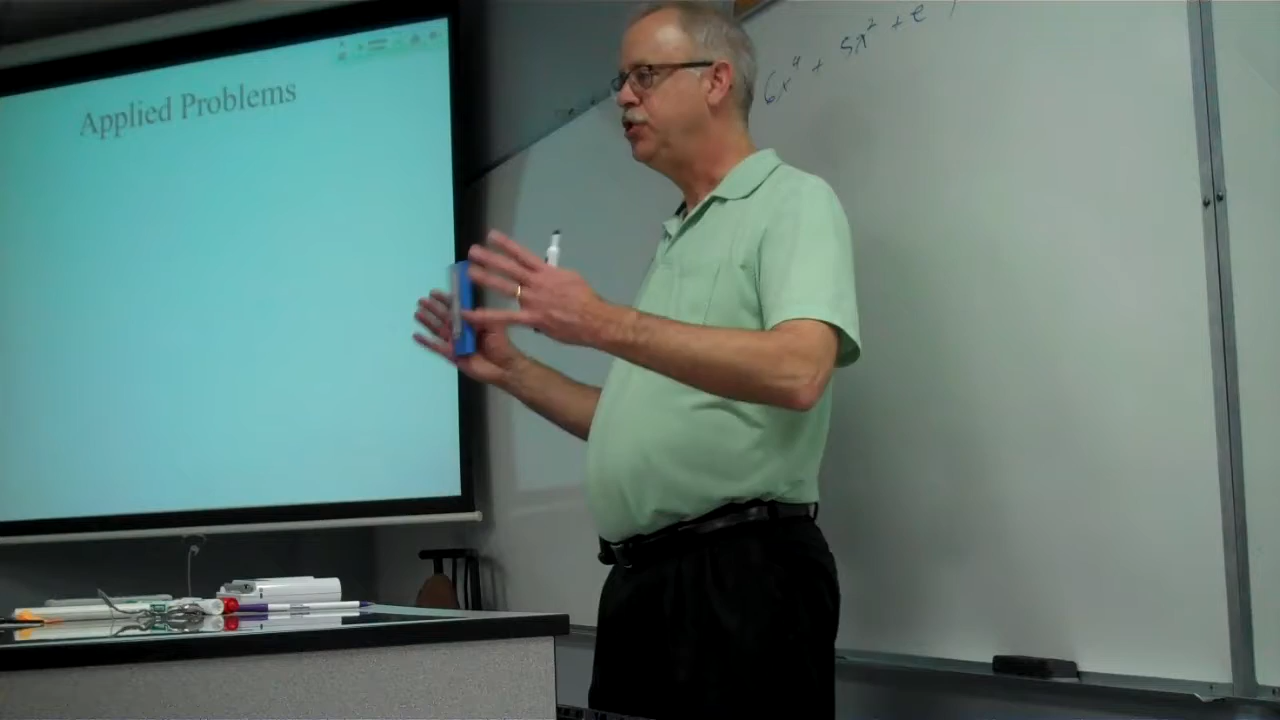 Applied Problems
6x⁴ + 5x² + e